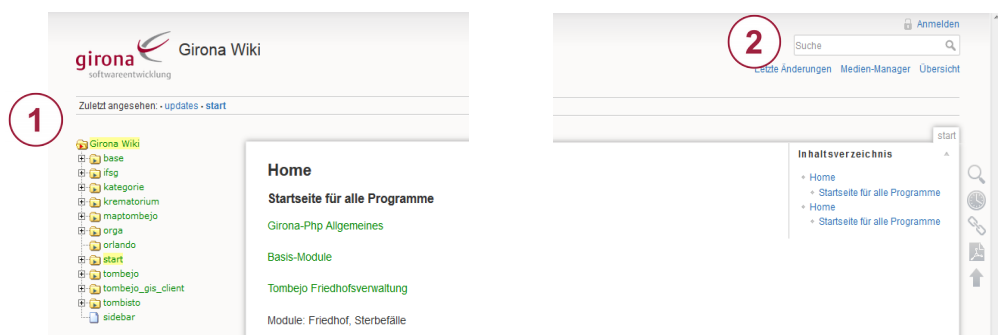 Anmelden
girona
softwareentwicklung
Girona Wiki
2
Suche
Letzte Änderungen Medien-Manager Übersicht
1
Zuletzt angesehen: • updates • start
start
Girona Wiki
base
ifsg
kategorie
krematorium
maptombejo
orga
orlando
start
tombejo
tombejo_gis_client
tombisto
sidebar
Home
Startseite für alle Programme
Girona-Php Allgemeines
Basis-Module
Tombejo Friedhofsverwaltung
Module: Friedhof, Sterbefälle
Inhaltsverzeichnis
Home
Startseite für alle Programme
Home
Startseite für alle Programme